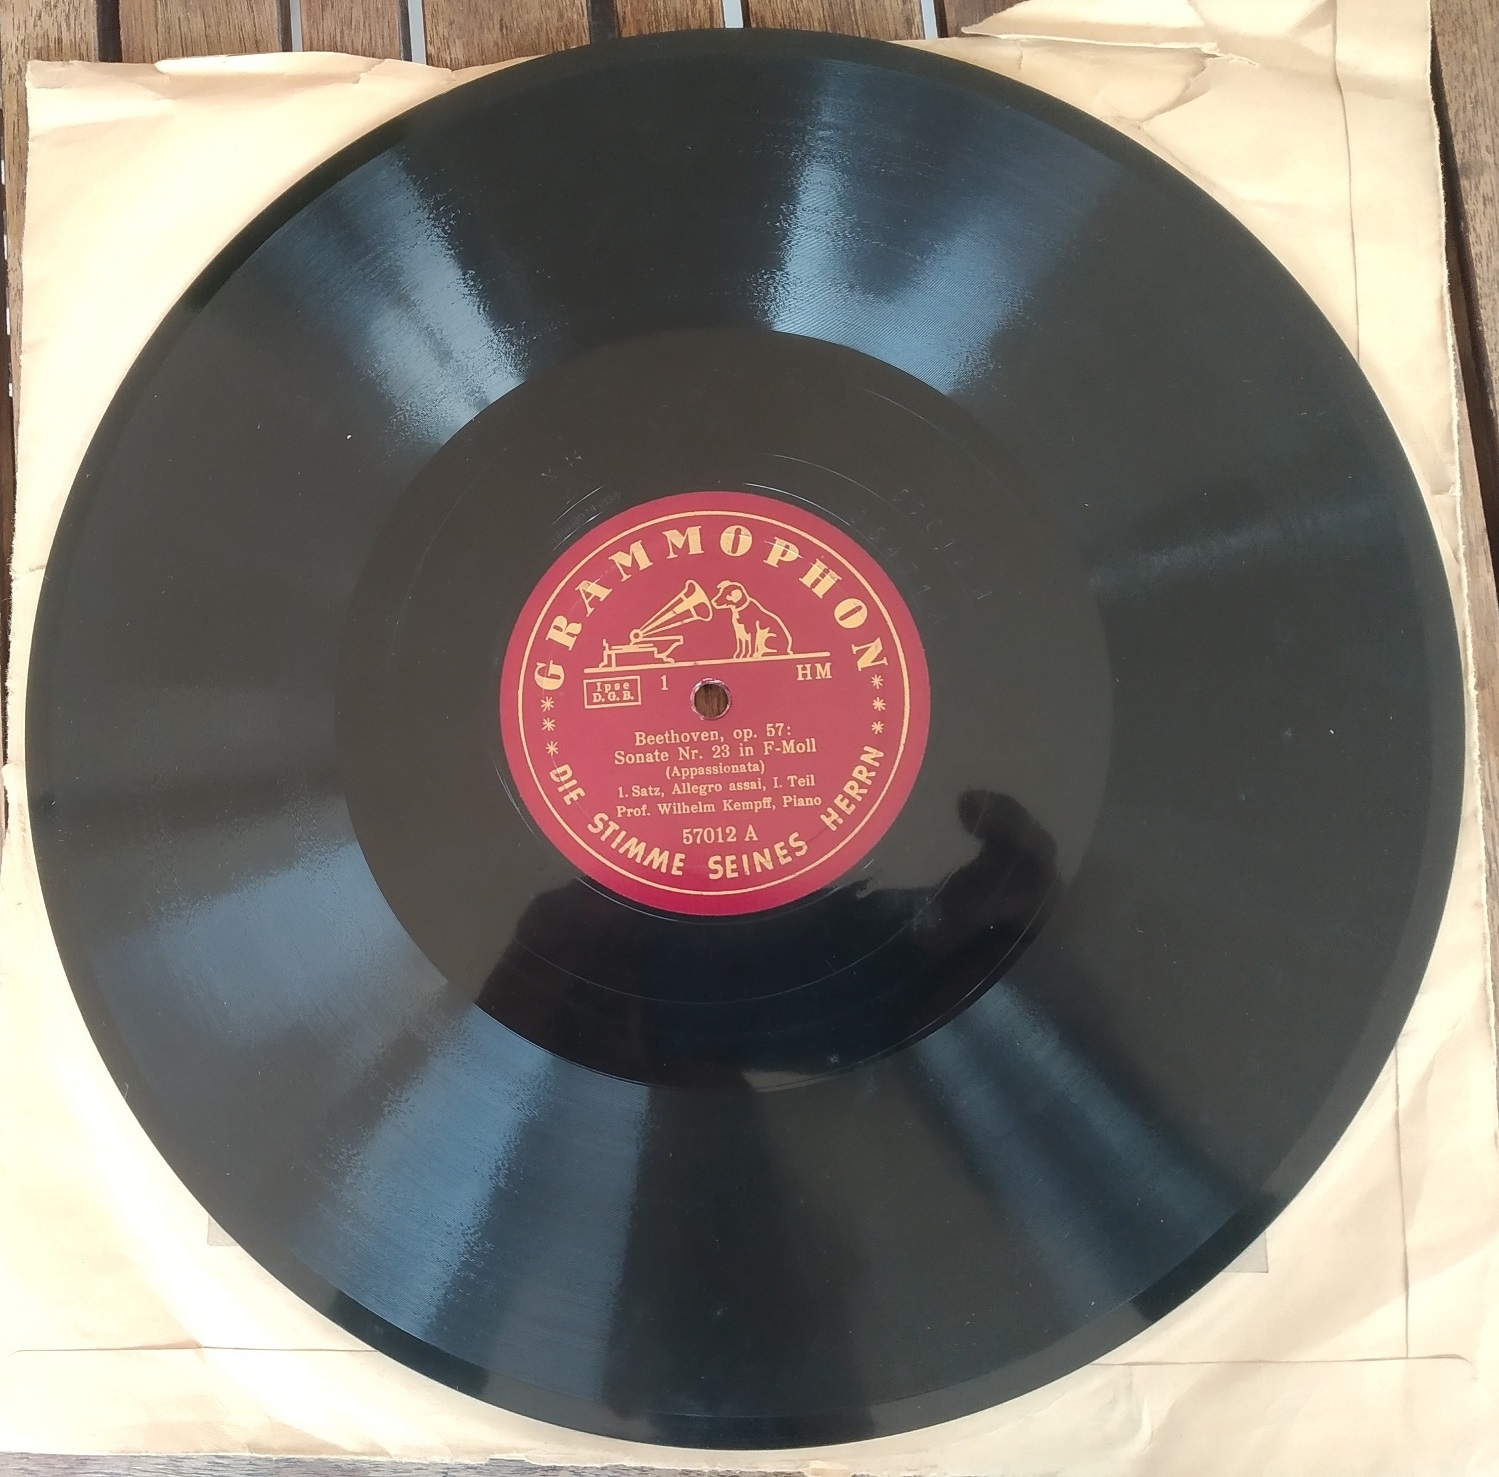 GRAMMOPHON
Ipse
D.G.B.
1
HM
Beethoven, op. 57:
Sonate Nr. 23 in F-Moll
(Appassionata)
1. Satz, Allegro assai, I. Teil
Prof. Wilhelm Kempff, Piano
57012 A
DIE STIMME SEINES HERRN